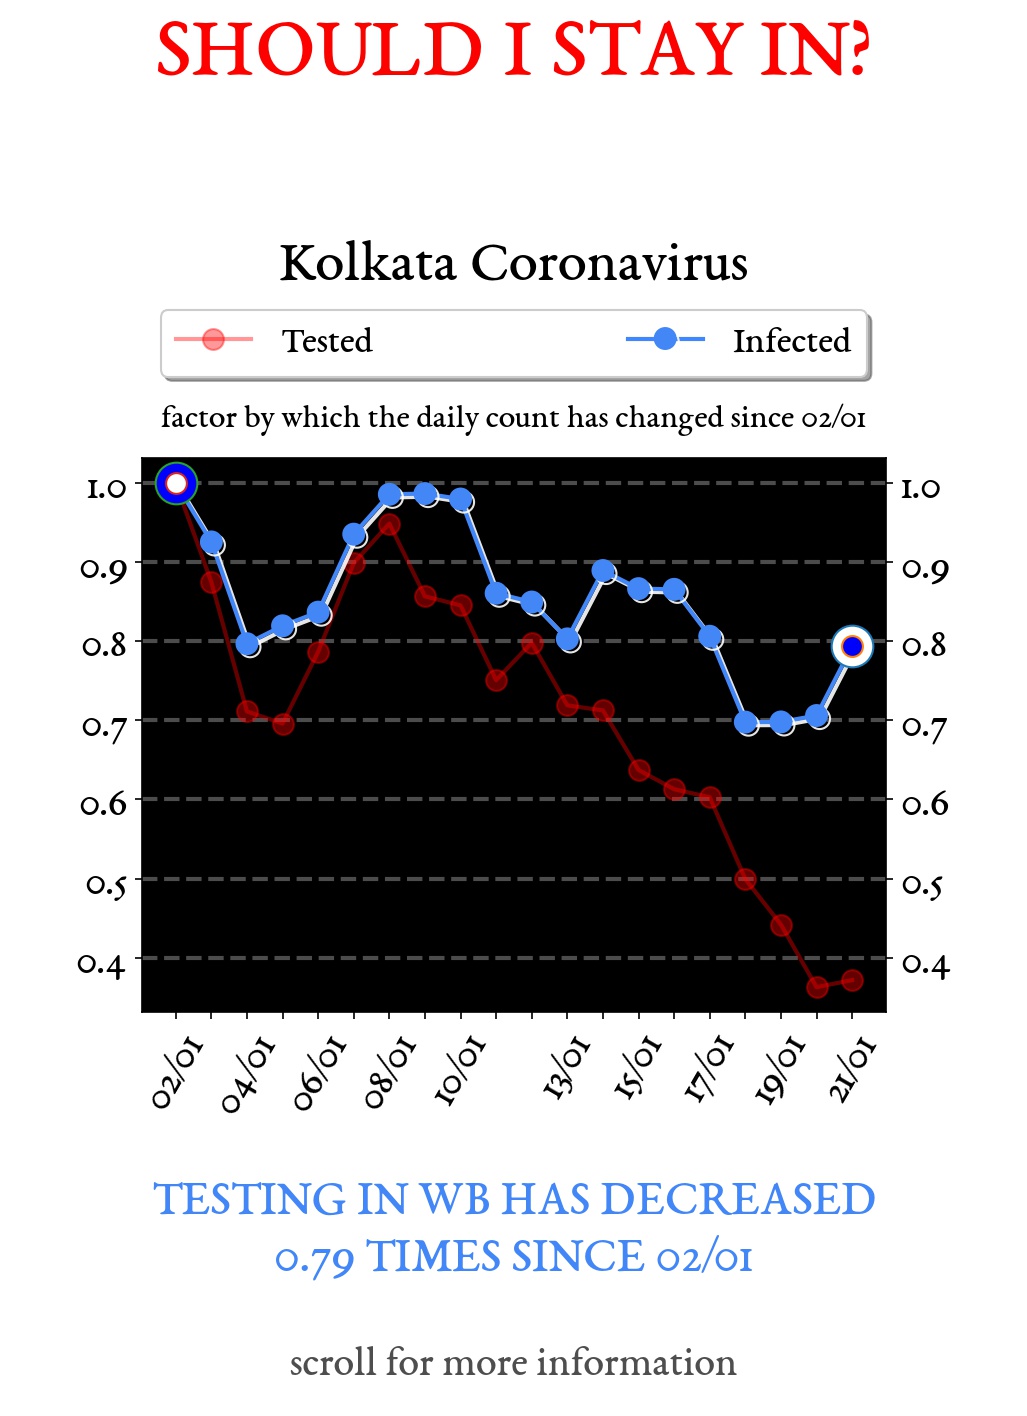 SHOULD I STAY IN?
Kolkata Coronavirus
Tested Infected
factor by which the daily count has changed since 02/01
1.0 1.0
0.9 0.9
0.8 0.8
0.7 0.7
0.6 0.6
0.5 0.5
0.4 0.4
02/01 04/01 06/01 08/01 10/01 13/01 15/01 17/01 19/01 21/01
TESTING IN WB HAS DECREASED
0.79 TIMES SINCE 02/01
scroll for more information